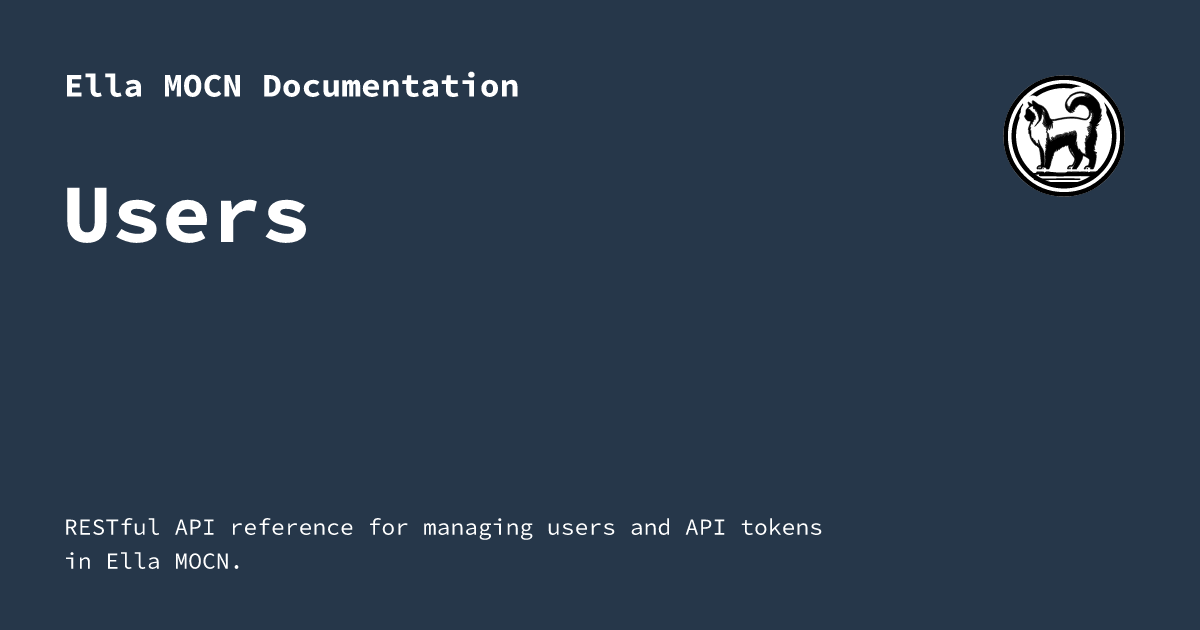 Ella MOCN Documentation
Users
RESTful API reference for managing users and API tokens
in Ella MOCN.